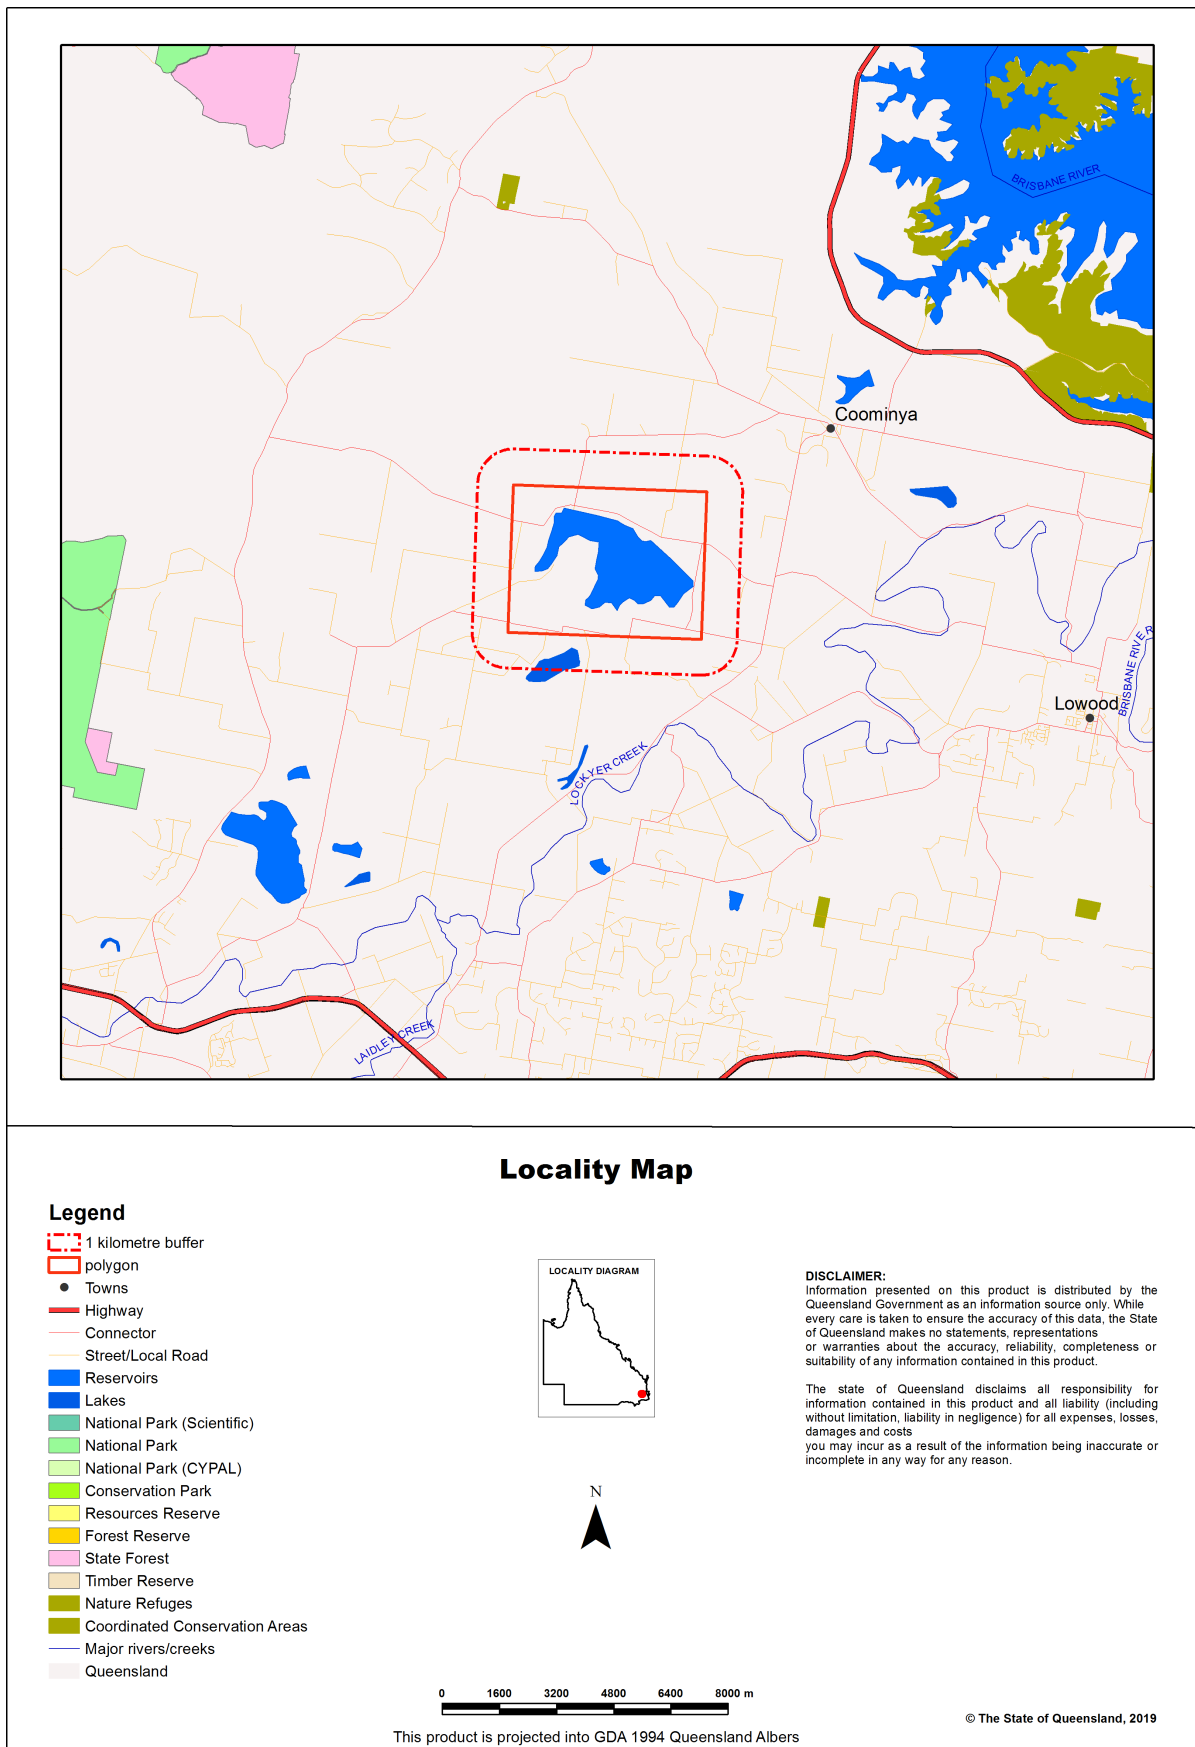 BRISBANE RIVER
Coominya
BRISBANE RIVER
Lowood
LOCKYER CREEK
LAIDLEY CREEK
Locality Map
Legend
1 kilometre buffer
polygon
Towns
Highway
Connector
Street/Local Road
Reservoirs
Lakes
National Park (Scientific)
National Park
National Park (CYPAL)
Conservation Park
Resources Reserve
Forest Reserve
State Forest
Timber Reserve
Nature Refuges
Coordinated Conservation Areas
Major rivers/creeks
Queensland
LOCALITY DIAGRAM
N
DISCLAIMER:
Information presented on this product is distributed by the
Queensland Government as an information source only. While
every care is taken to ensure the accuracy of this data, the State
of Queensland makes no statements, representations
or warranties about the accuracy, reliability, completeness or
suitability of any information contained in this product.
The state of Queensland disclaims all responsibility for
information contained in this product and all liability (including
without limitation, liability in negligence) for all expenses, losses,
damages and costs
you may incur as a result of the information being inaccurate or
incomplete in any way for any reason.
0 1600 3200 4800 6400 8000 m
This product is projected into GDA 1994 Queensland Albers
© The State of Queensland, 2019